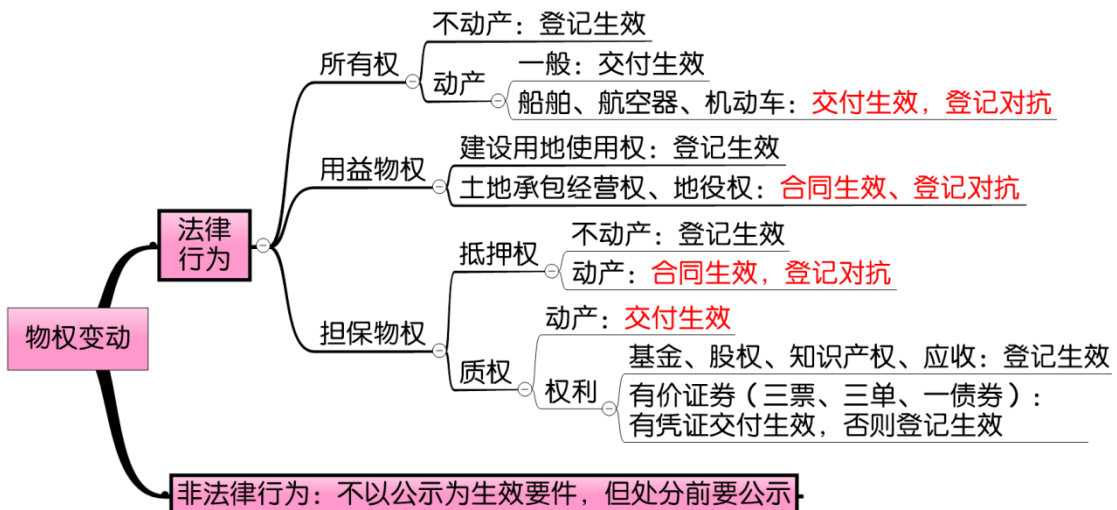 物权变动
法律
行为
所有权
不动产：登记生效
动产
一般：交付生效
船舶、航空器、机动车：交付生效，登记对抗
用益物权
建设用地使用权：登记生效
土地承包经营权、地役权：合同生效、登记对抗
担保物权
抵押权
不动产：登记生效
动产：合同生效，登记对抗
质权
动产：交付生效
权利
基金、股权、知识产权、应收：登记生效
有价证券（三票、三单、一债券）：
有凭证交付生效，否则登记生效
非法律行为：不以公示为生效要件，但处分前要公示